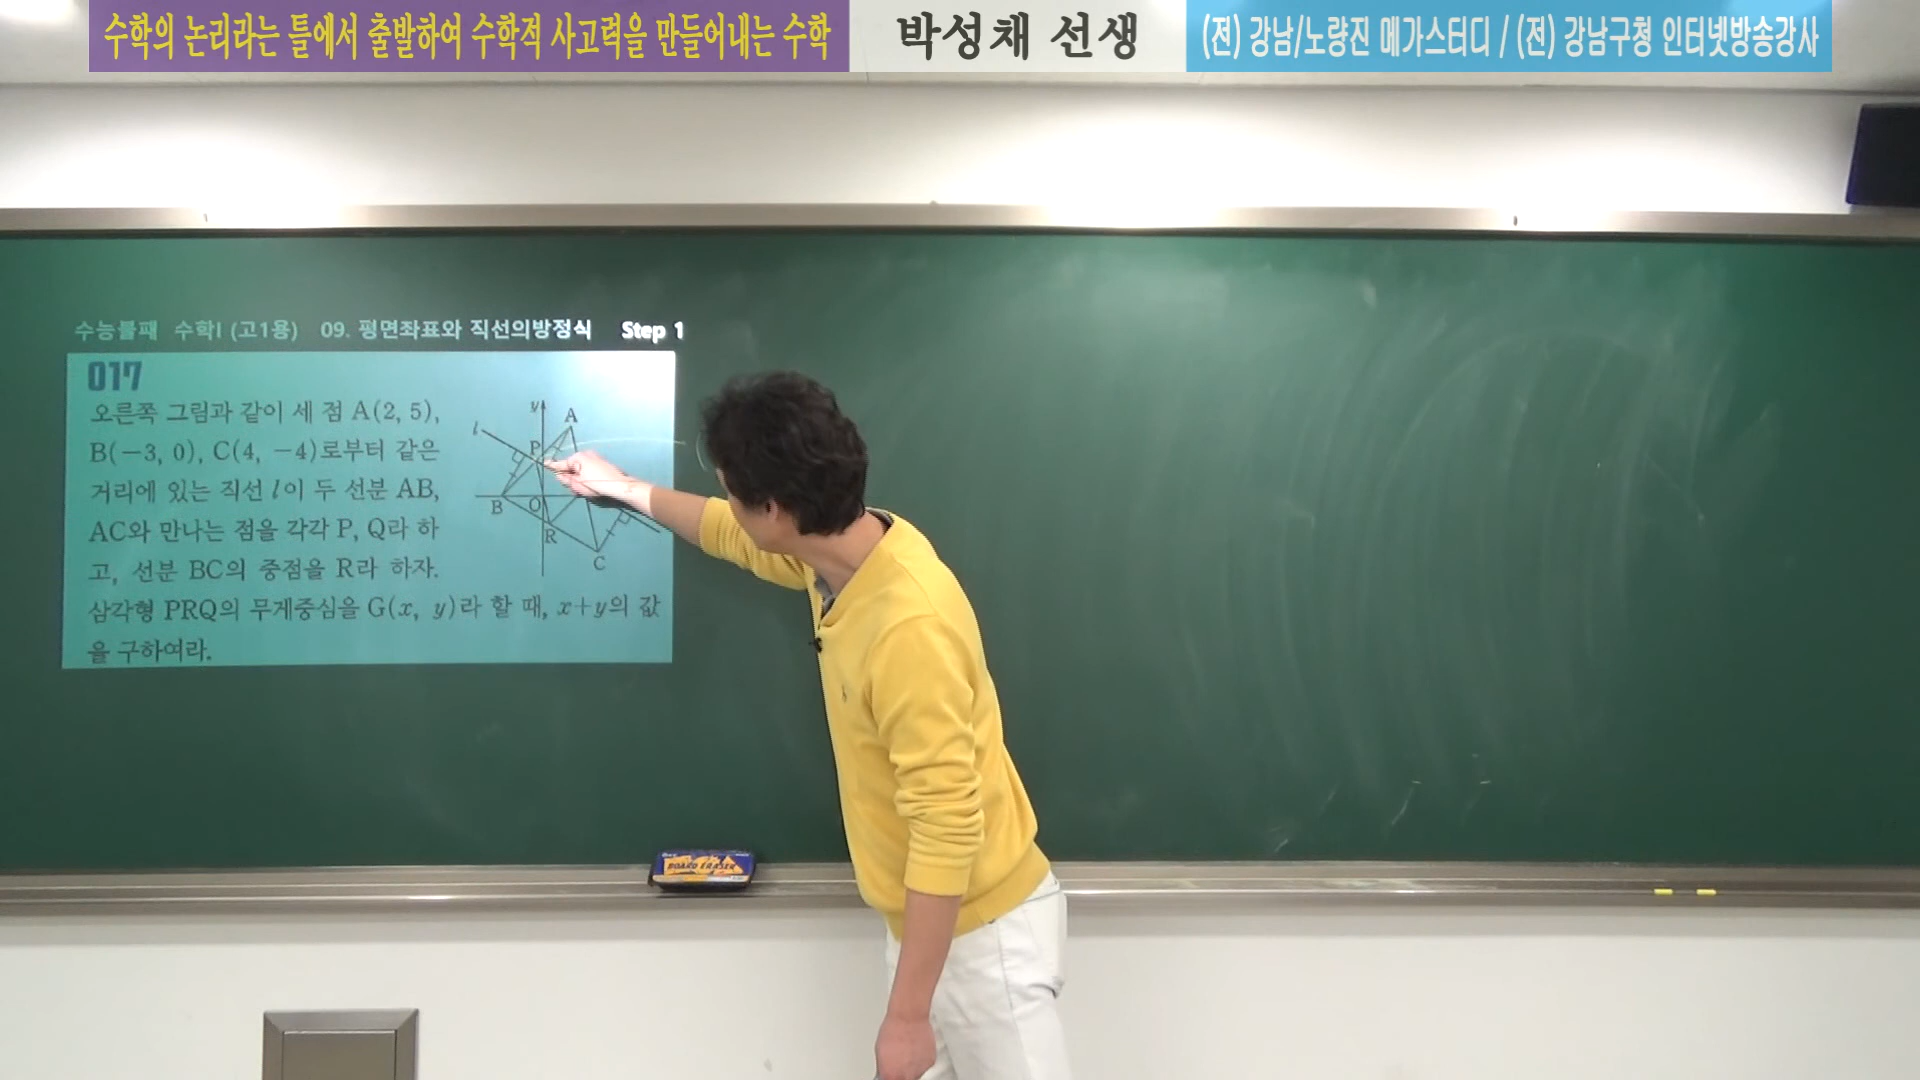 수학의 논리라는 틀에서 출발하여 수학적 사고력을 만들어내는 수학
박성채 선생
(전) 강남/노량진 메가스터디 / (전) 강남구청 인터넷방송강사
수능불패 수학I (고1용) 09. 평면좌표와 직선의방정식 Step 1
017
오른쪽 그림과 같이 세 점 A(2, 5),
B(-3, 0), C(4, -4)로부터 같은
거리에 있는 직선 l이 두 선분 AB,
AC와 만나는 점을 각각 P, Q라 하
고, 선분 BC의 중점을 R라 하자.
삼각형 PRQ의 무게중심을 G(x, y)라 할 때, x+y의 값
을 구하여라.
y
A
l
P
B
O
R
C
BOARD ERASER